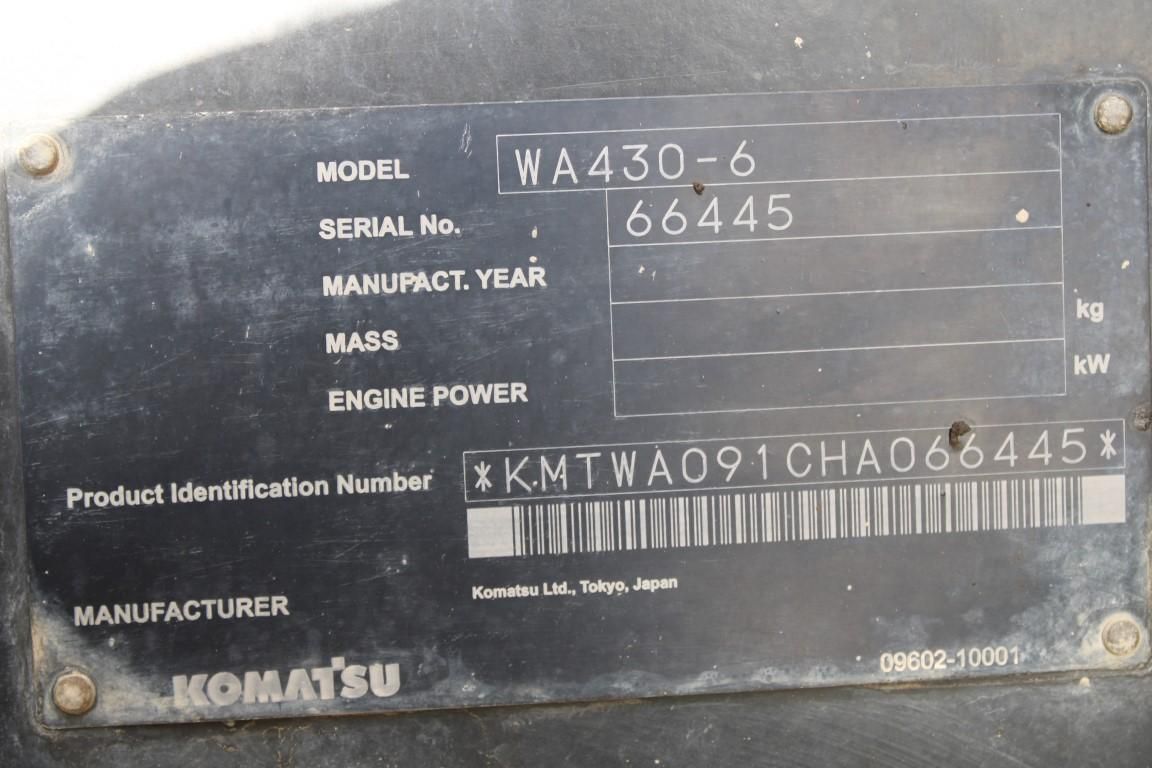 MODEL WA430-6
SERIAL No. 66445
MANUFACT. YEAR
MASS kg
ENGINE POWER kW
Product Identification Number *KMTWA091CHA066445*
MANUFACTURER Komatsu Ltd., Tokyo, Japan
KOMATSU 09602-10001